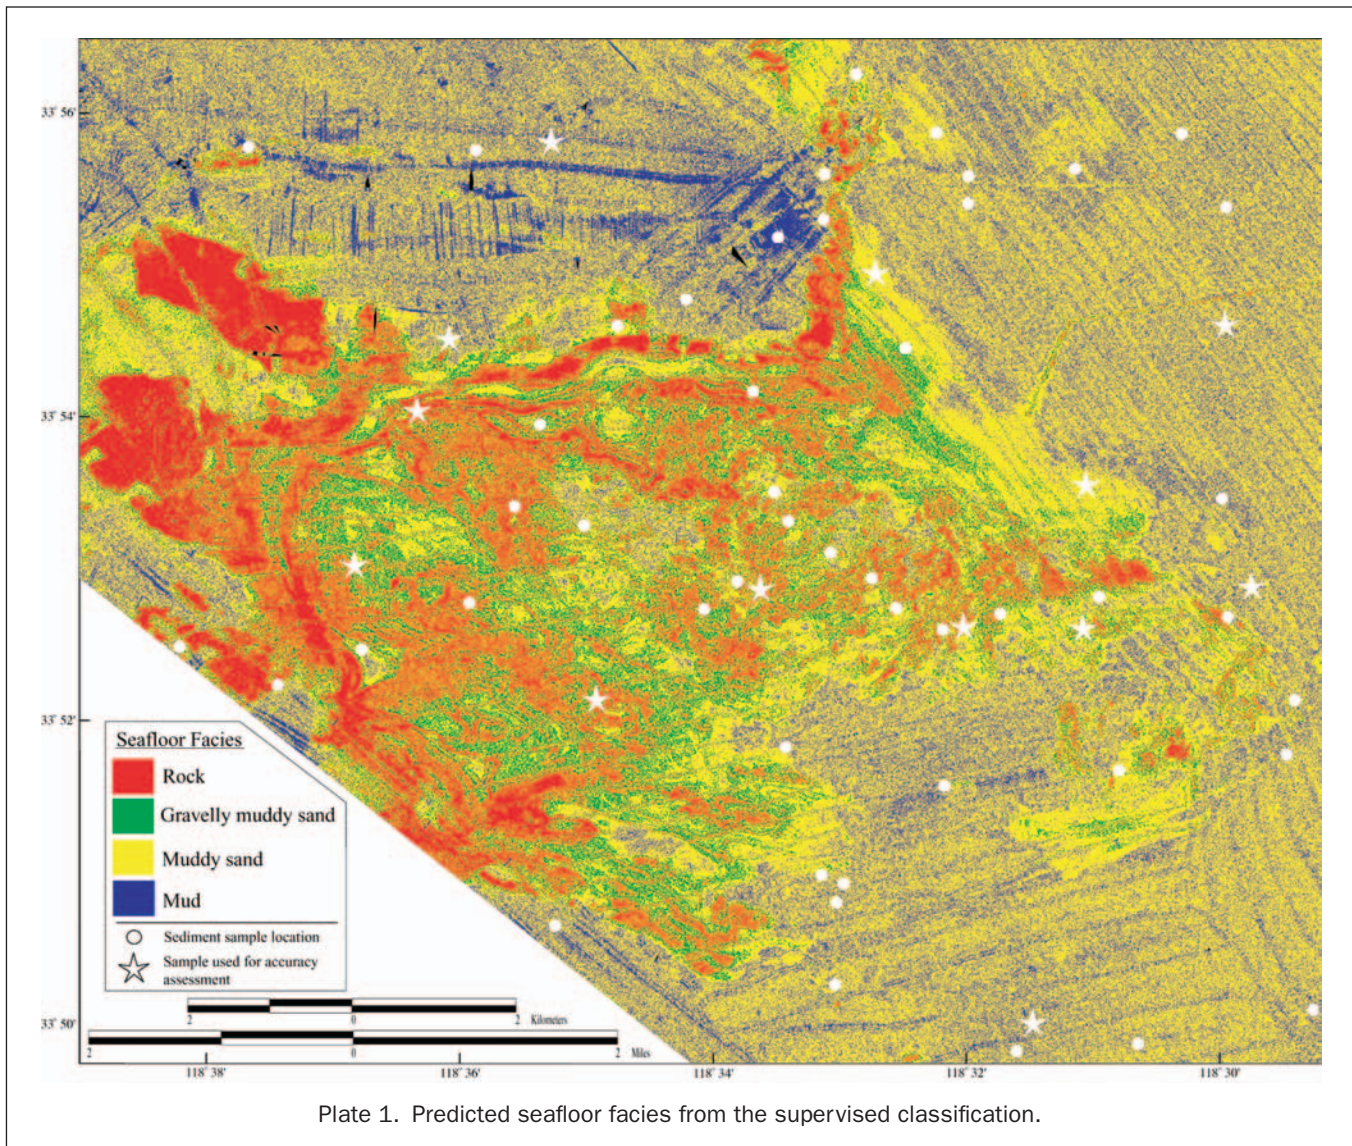 33° 56'
33° 54'
33° 52'
33° 50'
Seafloor Facies
Rock
Gravelly muddy sand
Muddy sand
Mud
Sediment sample location
Sample used for accuracy
assessment
2 0 2 Kilometers
2 0 2 Miles
118° 38' 118° 36' 118° 34' 118° 32' 118° 30'
Plate 1. Predicted seafloor facies from the supervised classification.